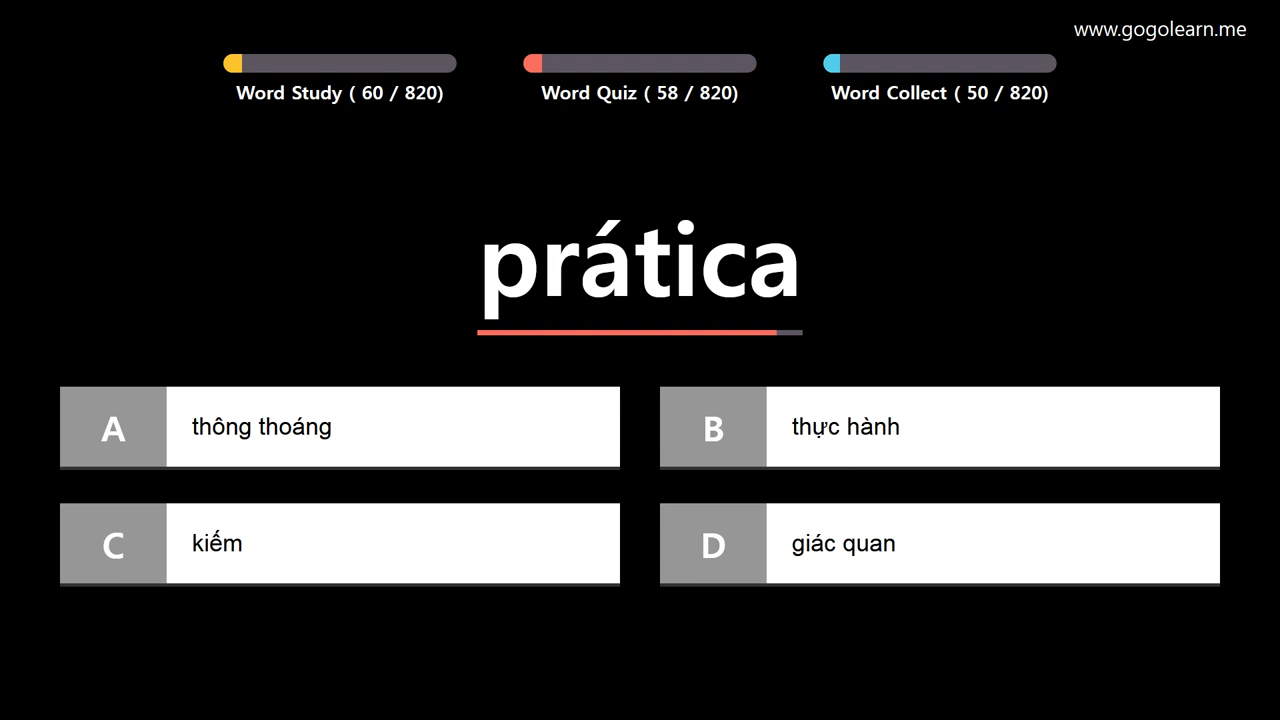 www.gogolearn.me
Word Study ( 60 / 820)
Word Quiz ( 58 / 820)
Word Collect ( 50 / 820)
prática
A thông thoáng
B thực hành
C kiếm
D giác quan